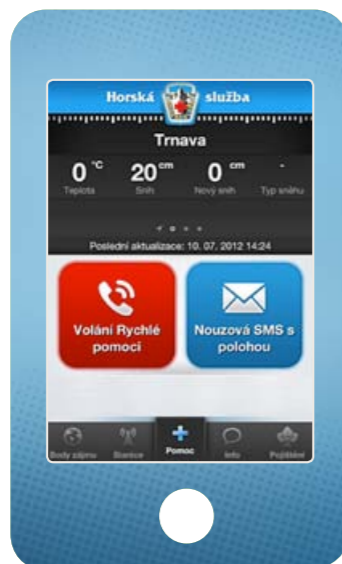 Horská služba
Trnava
0 °C 20 cm 0 cm -
Teplota Sníh Nový sníh Typ sněhu
Poslední aktualizace: 10. 07. 2012 14:24
Volání Rychlé Nouzová SMS s
pomoci polohou
Body zájmu Stanice Pomoc Info Pojištění